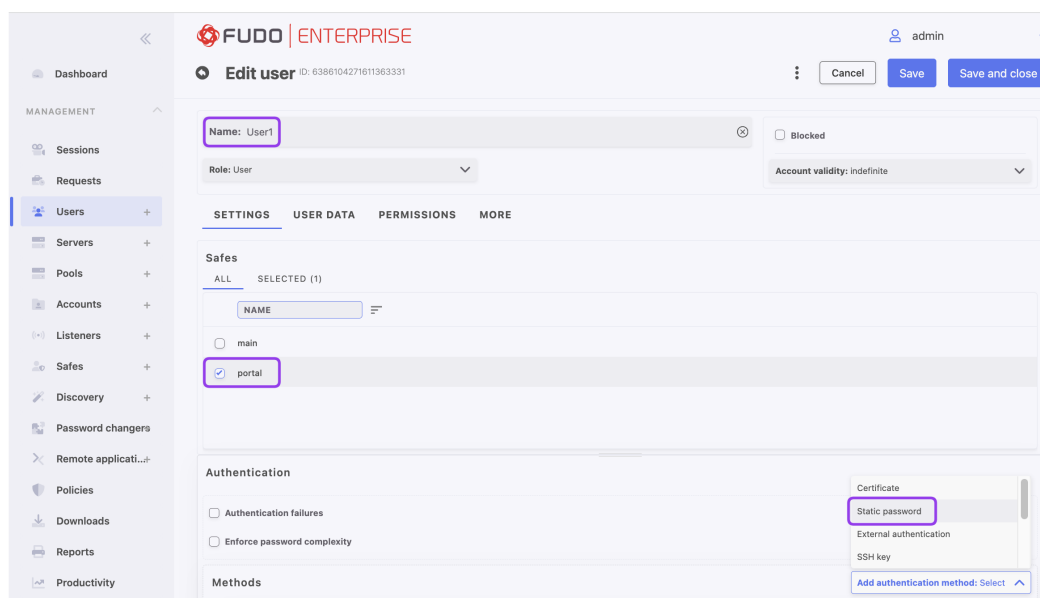 FUDO ENTERPRISE
admin
Edit user ID: 6386104271611363331
Cancel
Save
Save and close
Dashboard
MANAGEMENT
Sessions
Requests
Users +
Servers +
Pools +
Accounts +
Listeners +
Safes +
Discovery +
Password changers
Remote applicati...+
Policies
Downloads
Reports
Productivity
Name: User1
Blocked
Role: User
Account validity: indefinite
SETTINGS USER DATA PERMISSIONS MORE
Safes
ALL SELECTED (1)
NAME
main
portal
Authentication
Authentication failures
Enforce password complexity
Certificate
Static password
External authentication
SSH key
Methods
Add authentication method: Select